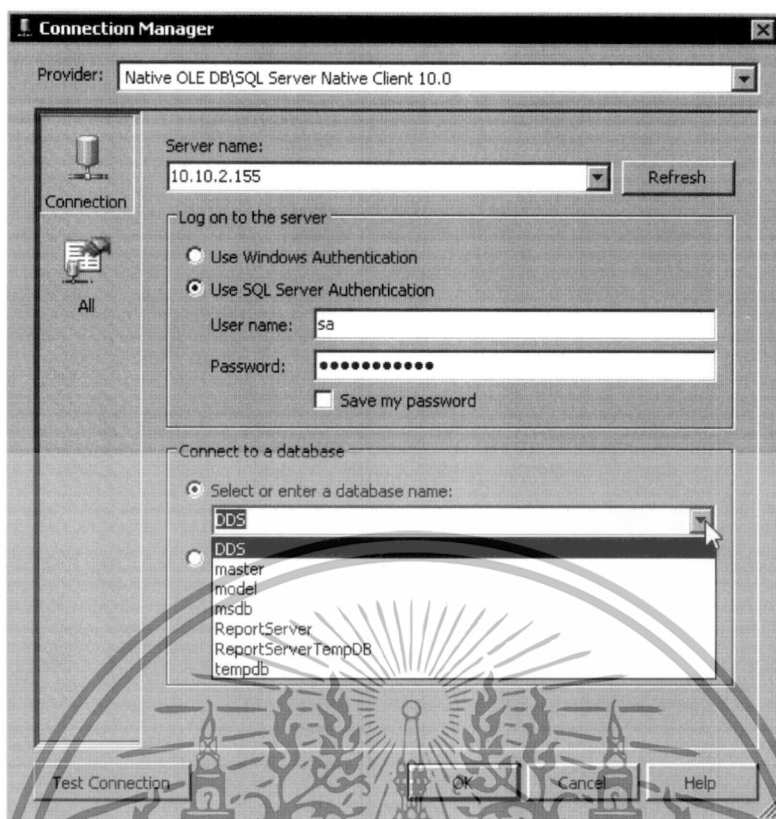 Connection Manager
Provider: Native OLE DB\SQL Server Native Client 10.0
Connection
All
Server name:
10.10.2.155
Refresh
Log on to the server
Use Windows Authentication
Use SQL Server Authentication
User name: sa
Password: •••••••••••
Save my password
Connect to a database
Select or enter a database name:
DDS
DDS
master
model
msdb
ReportServer
ReportServerTempDB
tempdb
Test Connection
OK
Cancel
Help